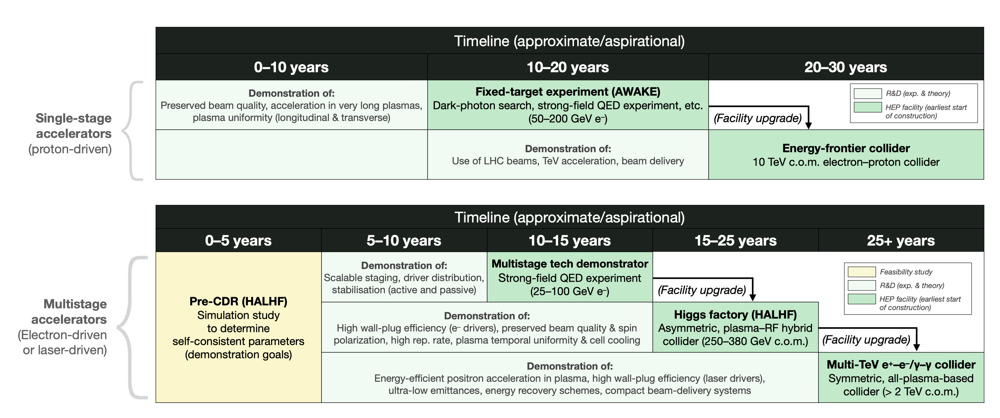 Timeline (approximate/aspirational)
0–10 years
10–20 years
20–30 years
Single-stage
accelerators
(proton-driven)
Demonstration of:
Preserved beam quality, acceleration in very long plasmas,
plasma uniformity (longitudinal & transverse)
Fixed-target experiment (AWAKE)
Dark-photon search, strong-field QED experiment, etc.
(50–200 GeV e⁻)
(Facility upgrade)
R&D (exp. & theory)
HEP facility (earliest start
of construction)
Demonstration of:
Use of LHC beams, TeV acceleration, beam delivery
Energy-frontier collider
10 TeV c.o.m. electron–proton collider
Timeline (approximate/aspirational)
0–5 years
5–10 years
10–15 years
15–25 years
25+ years
Multistage
accelerators
(Electron-driven
or laser-driven)
Pre-CDR (HALHF)
Simulation study
to determine
self-consistent parameters
(demonstration goals)
Demonstration of:
Scalable staging, driver distribution,
stabilisation (active and passive)
Multistage tech demonstrator
Strong-field QED experiment
(25–100 GeV e⁻)
(Facility upgrade)
Feasibility study
R&D (exp. & theory)
HEP facility (earliest start
of construction)
Demonstration of:
High wall-plug efficiency (e⁻ drivers), preserved beam quality & spin
polarization, high rep. rate, plasma temporal uniformity & cell cooling
Higgs factory (HALHF)
Asymmetric, plasma–RF hybrid
collider (250–380 GeV c.o.m.)
(Facility upgrade)
Demonstration of:
Energy-efficient positron acceleration in plasma, high wall-plug efficiency (laser drivers),
ultra-low emittances, energy recovery schemes, compact beam-delivery systems
Multi-TeV e⁺–e⁻/γ–γ collider
Symmetric, all-plasma-based
collider (> 2 TeV c.o.m.)